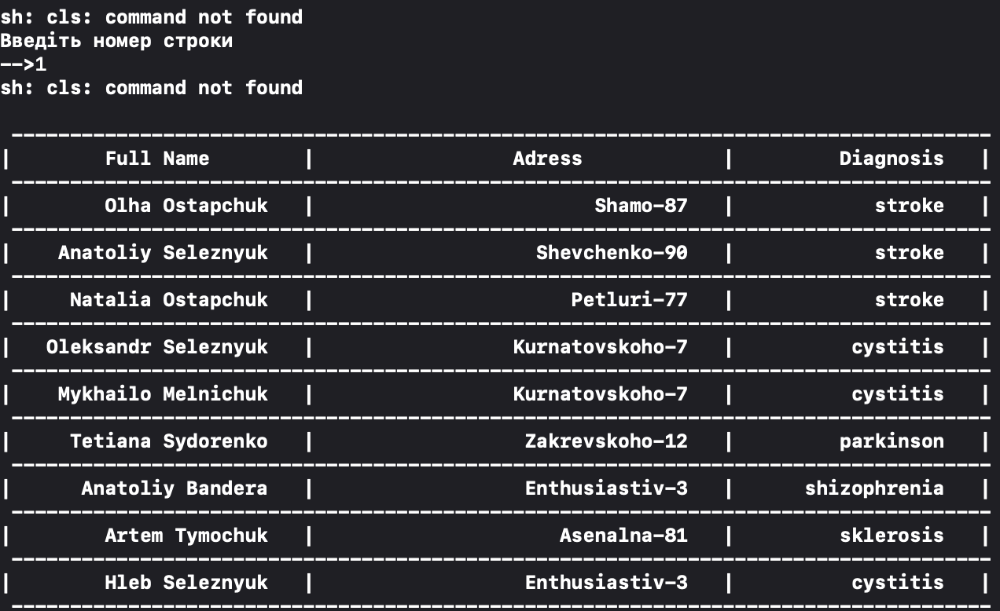 sh: cls: command not found
Введіть номер строки
-->1
sh: cls: command not found
| Full Name | Adress | Diagnosis |
| Olha Ostapchuk | Shamo-87 | stroke |
| Anatoliy Seleznyuk | Shevchenko-90 | stroke |
| Natalia Ostapchuk | Petluri-77 | stroke |
| Oleksandr Seleznyuk | Kurnatovskoho-7 | cystitis |
| Mykhailo Melnichuk | Kurnatovskoho-7 | cystitis |
| Tetiana Sydorenko | Zakrevskoho-12 | parkinson |
| Anatoliy Bandera | Enthusiastiv-3 | shizophrenia |
| Artem Tymochuk | Asenalna-81 | sklerosis |
| Hleb Seleznyuk | Enthusiastiv-3 | cystitis |